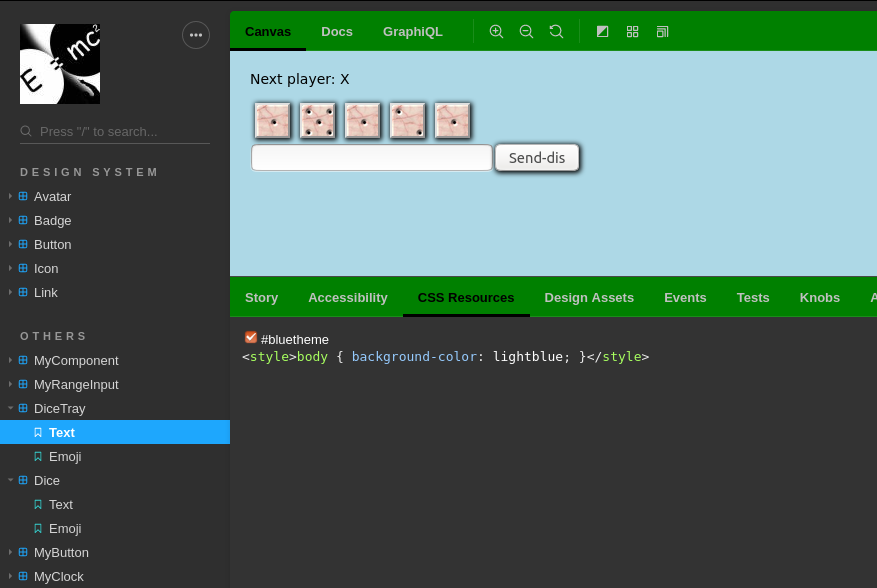 E = mc²
Press "/" to search...
DESIGN SYSTEM
Avatar
Badge
Button
Icon
Link
OTHERS
MyComponent
MyRangeInput
DiceTray
Text
Emoji
Dice
Text
Emoji
MyButton
MyClock
Canvas Docs GraphiQL
Next player: X
Send-dis
Story Accessibility CSS Resources Design Assets Events Tests Knobs A
#bluetheme
<style>body { background-color: lightblue; }</style>